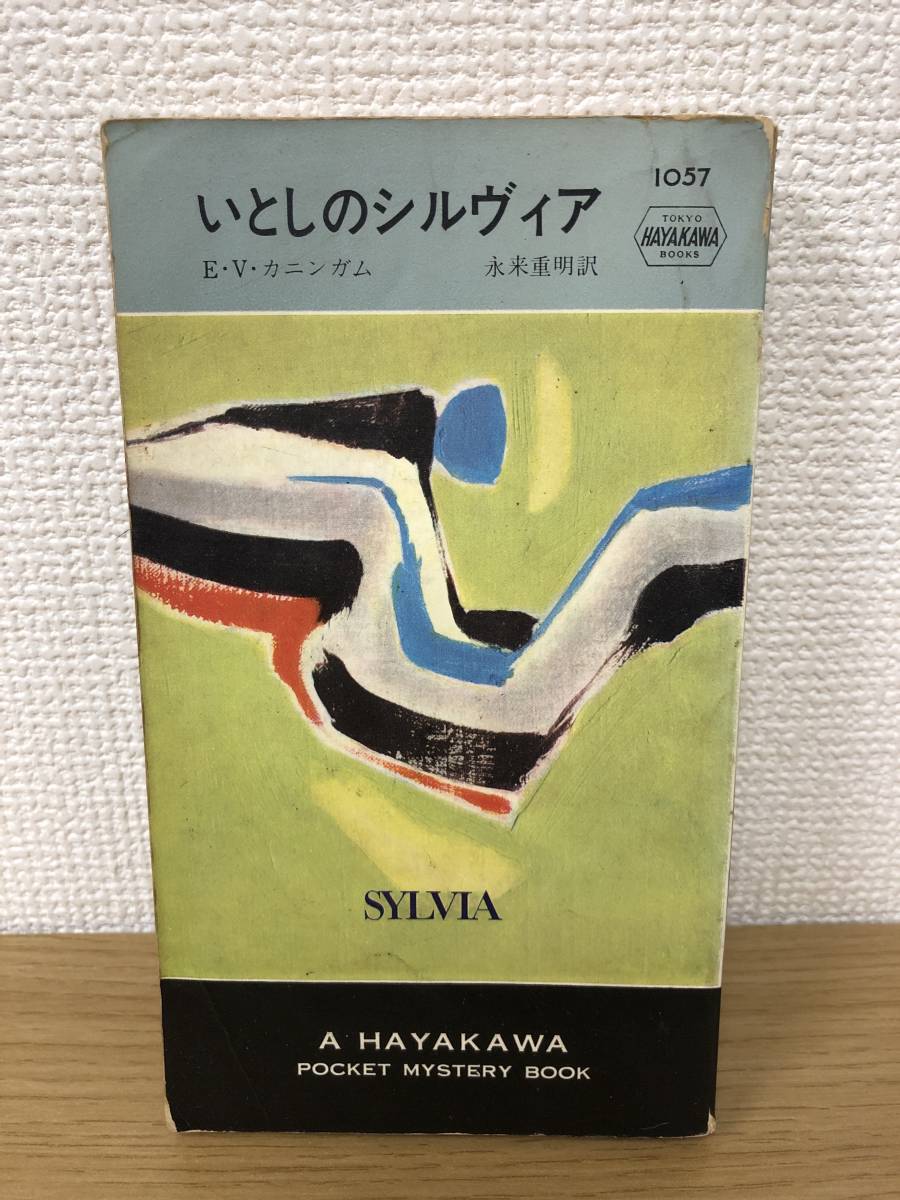 1057
いとしのシルヴィア
TOKYO
HAYAKAWA
BOOKS
E・V・カニンガム 永来重明訳
SYLVIA
A HAYAKAWA
POCKET MYSTERY BOOK